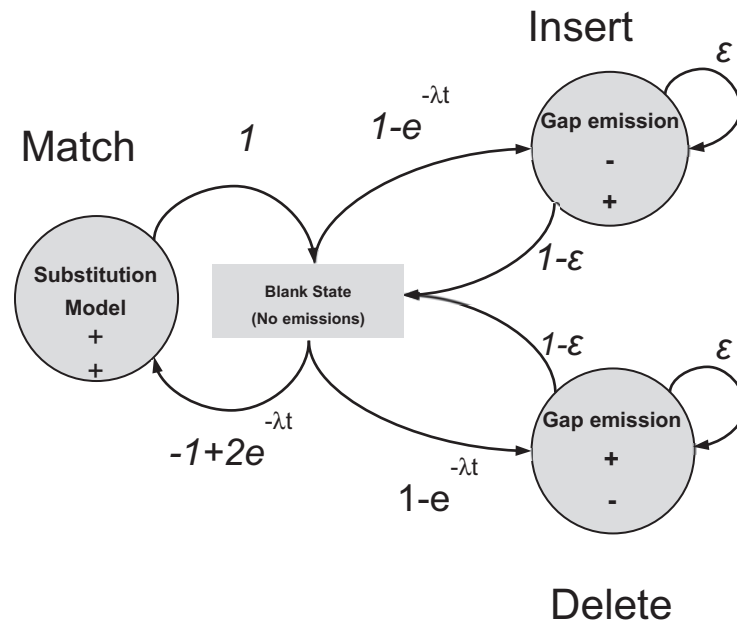 Insert
ε
Gap emission
-
+
1-e^-λt
1
Match
1-ε
Substitution
Model
+
+
Blank State
(No emissions)
1-ε
ε
Gap emission
+
-
-1+2e^-λt
1-e^-λt
Delete